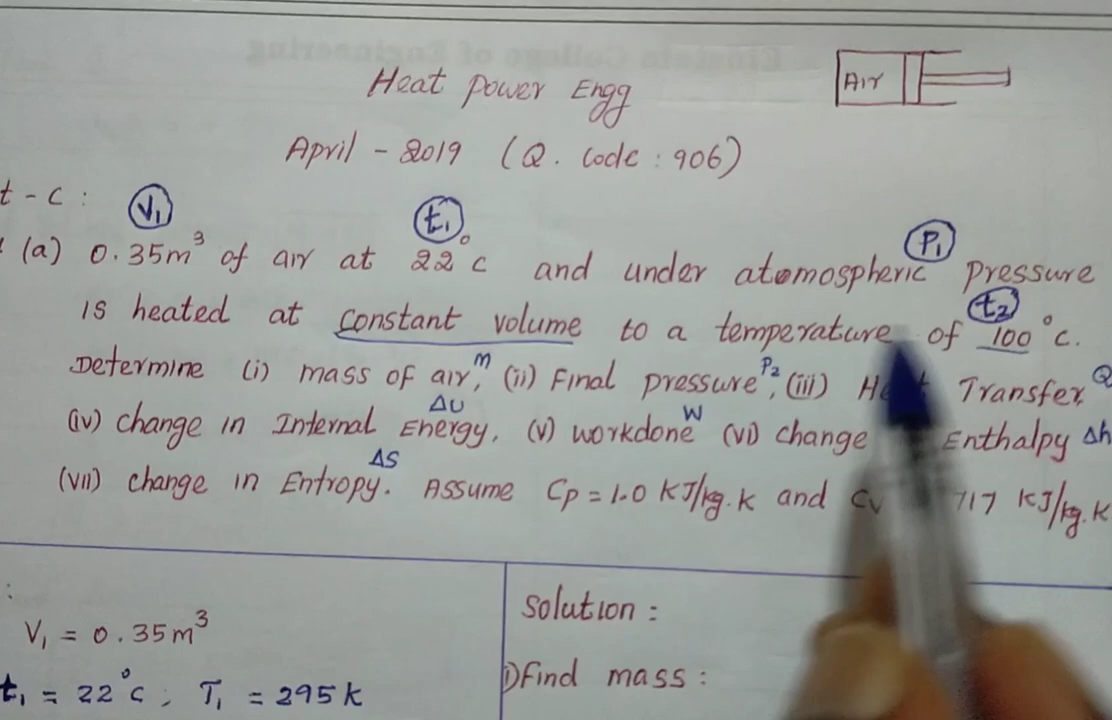 Heat Power Engg
Air
April - 2019 (Q. Code : 906)
t - c :
V₁ t₁ P₁
(a) 0.35m³ of air at 22°c and under atomospheric pressure
t₂
is heated at constant volume to a temperature of 100°c.
Determine (i) mass of air, m (ii) Final pressure P₂, (iii) Transfer Q
(iv) change in Internal Energy, ΔU (v) workdone W (vi) change Enthalpy Δh
(vii) change in Entropy. ΔS Assume Cp = 1.0 KJ/kg.K and Cv 717 KJ/kg.K
:
V₁ = 0.35m³
t₁ = 22°c, T₁ = 295k
Solution :
1) Find mass :